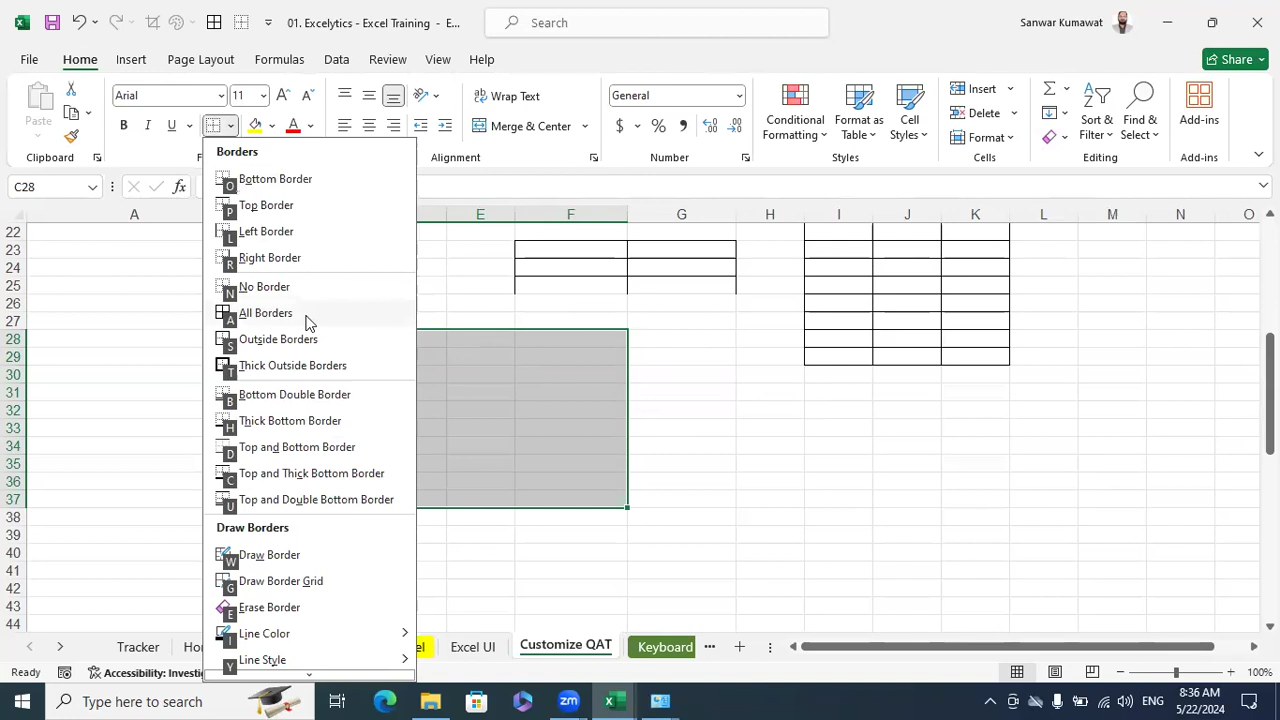 01. Excelytics - Excel Training - E...
Search
Sanwar Kumawat
File Home Insert Page Layout Formulas Data Review View Help
Share
Paste
Clipboard
Arial 11
B I U
A
Wrap Text
Merge & Center
Alignment
General
$ % ,
Number
Conditional Formatting
Format as Table
Cell Styles
Styles
Insert
Delete
Format
Cells
Sort & Filter
Find & Select
Editing
Add-ins
Add-ins
C28
fx
A E F G H I J K L M N O
22
23
24
25
26
27
28
29
30
31
32
33
34
35
36
37
38
39
40
41
42
43
44
Borders
O Bottom Border
P Top Border
L Left Border
R Right Border
N No Border
A All Borders
S Outside Borders
T Thick Outside Borders
B Bottom Double Border
H Thick Bottom Border
D Top and Bottom Border
C Top and Thick Bottom Border
U Top and Double Bottom Border
Draw Borders
W Draw Border
G Draw Border Grid
E Erase Border
I Line Color
Y Line Style
Tracker Excel UI Customize QAT Keyboard
Ready
100%
Type here to search
zm
ENG
8:36 AM
5/22/2024